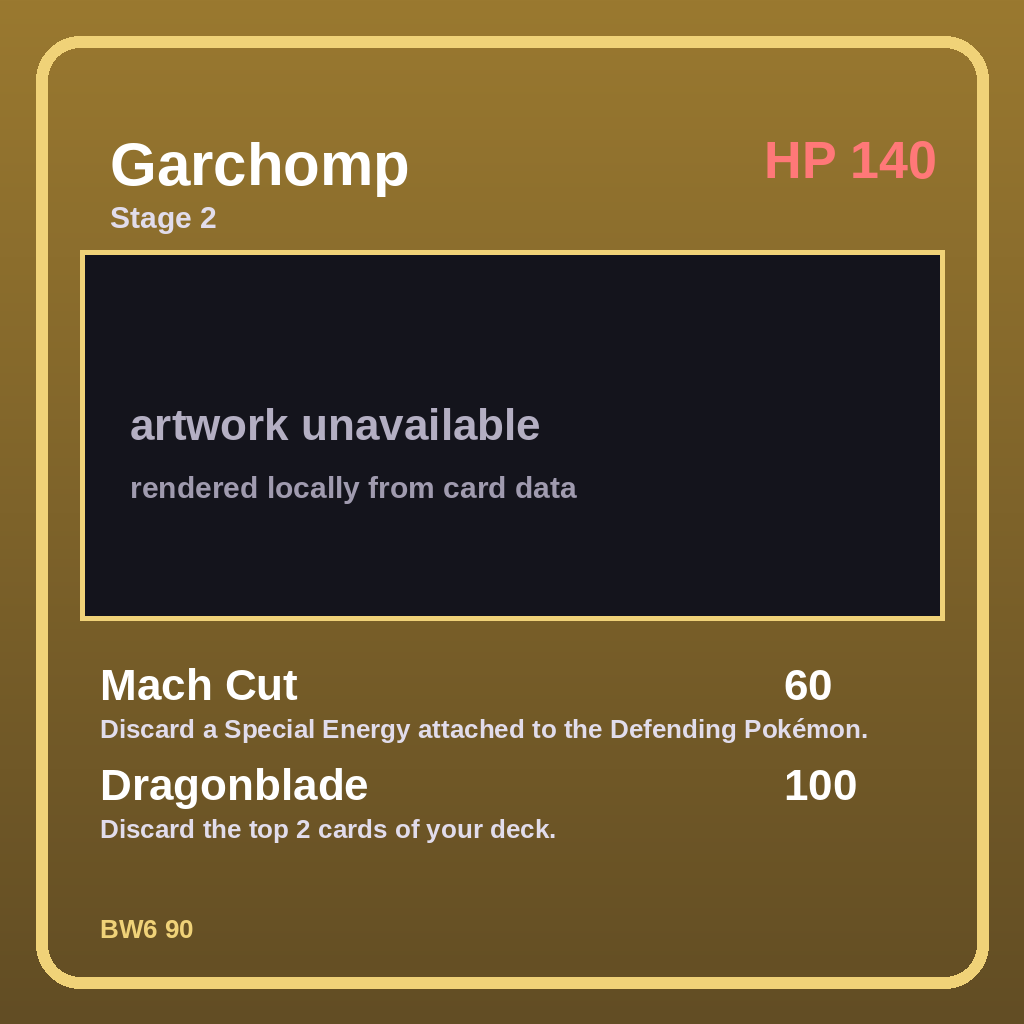 Garchomp
HP 140
Stage 2
artwork unavailable
rendered locally from card data
Mach Cut 60
Discard a Special Energy attached to the Defending Pokémon.
Dragonblade 100
Discard the top 2 cards of your deck.
BW6 90